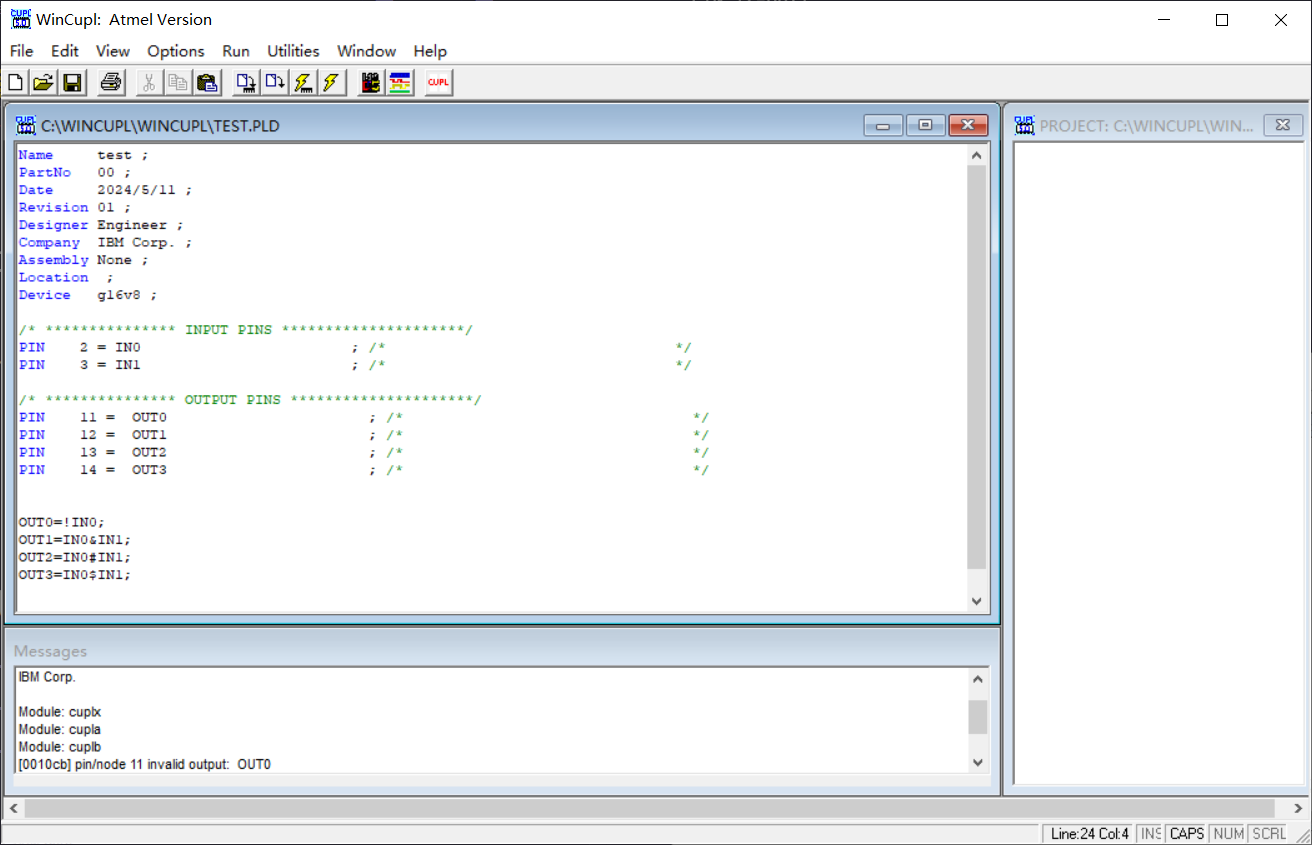 WinCupl: Atmel Version
File Edit View Options Run Utilities Window Help
CUPL
C:\WINCUPL\WINCUPL\TEST.PLD
PROJECT: C:\WINCUPL\WIN...
Name test ;
PartNo 00 ;
Date 2024/5/11 ;
Revision 01 ;
Designer Engineer ;
Company IBM Corp. ;
Assembly None ;
Location ;
Device g16v8 ;
/* *************** INPUT PINS *********************/
PIN 2 = IN0 ; /* */
PIN 3 = IN1 ; /* */
/* *************** OUTPUT PINS *********************/
PIN 11 = OUT0 ; /* */
PIN 12 = OUT1 ; /* */
PIN 13 = OUT2 ; /* */
PIN 14 = OUT3 ; /* */
OUT0=!IN0;
OUT1=IN0&IN1;
OUT2=IN0#IN1;
OUT3=IN0$IN1;
Messages
IBM Corp.
Module: cuplx
Module: cupla
Module: cuplb
[0010cb] pin/node 11 invalid output: OUT0
Line:24 Col:4 INS CAPS NUM SCRL